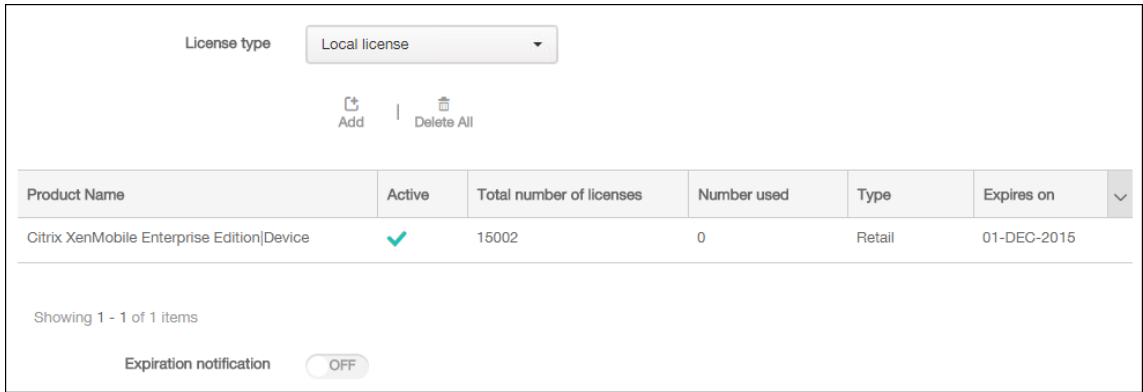 License type Local license
Add | Delete All
Product Name Active Total number of licenses Number used Type Expires on
Citrix XenMobile Enterprise Edition|Device 15002 0 Retail 01-DEC-2015
Showing 1 - 1 of 1 items
Expiration notification OFF